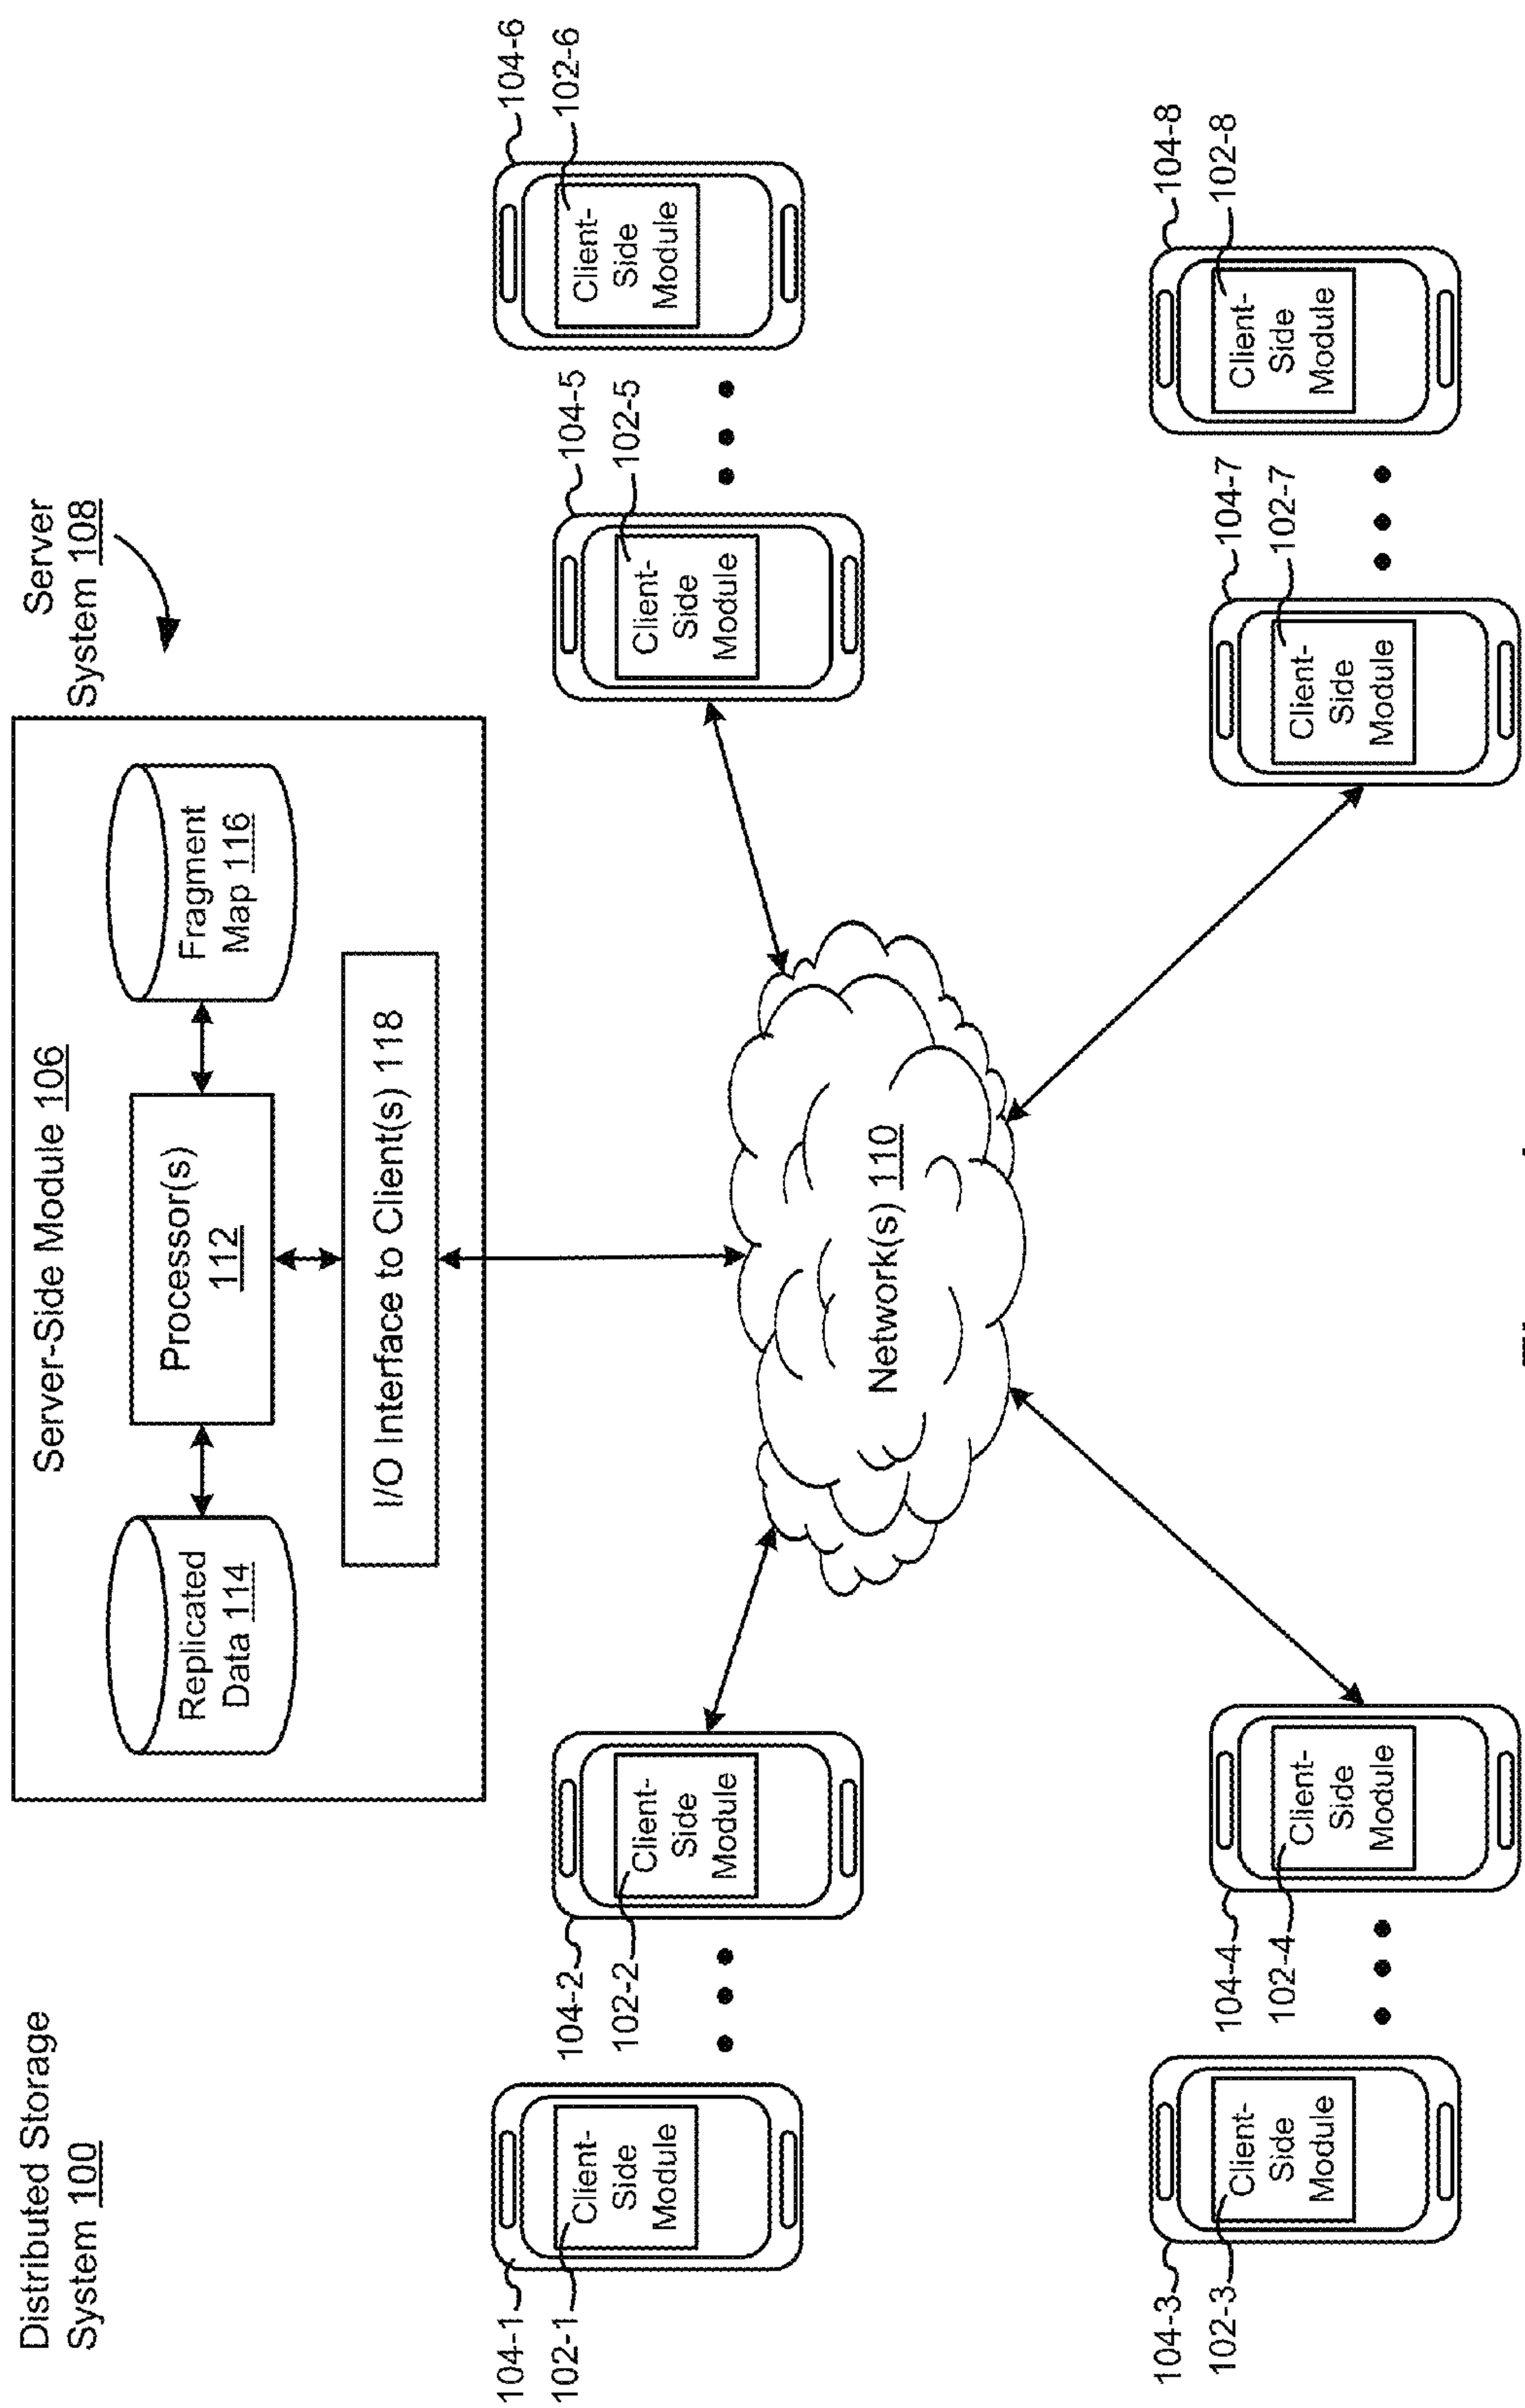 Distributed Storage
System 100
Server
System 108
Server-Side Module 106
Replicated
Data 114
Processor(s)
112
Fragment
Map 116
I/O Interface to Client(s) 118
104-1
102-1
Client-
Side
Module
104-2
102-2
Client-
Side
Module
104-5
102-5
Client-
Side
Module
104-6
102-6
Client-
Side
Module
Network(s) 110
104-3
102-3
Client-
Side
Module
104-4
102-4
Client-
Side
Module
104-7
102-7
Client-
Side
Module
104-8
102-8
Client-
Side
Module